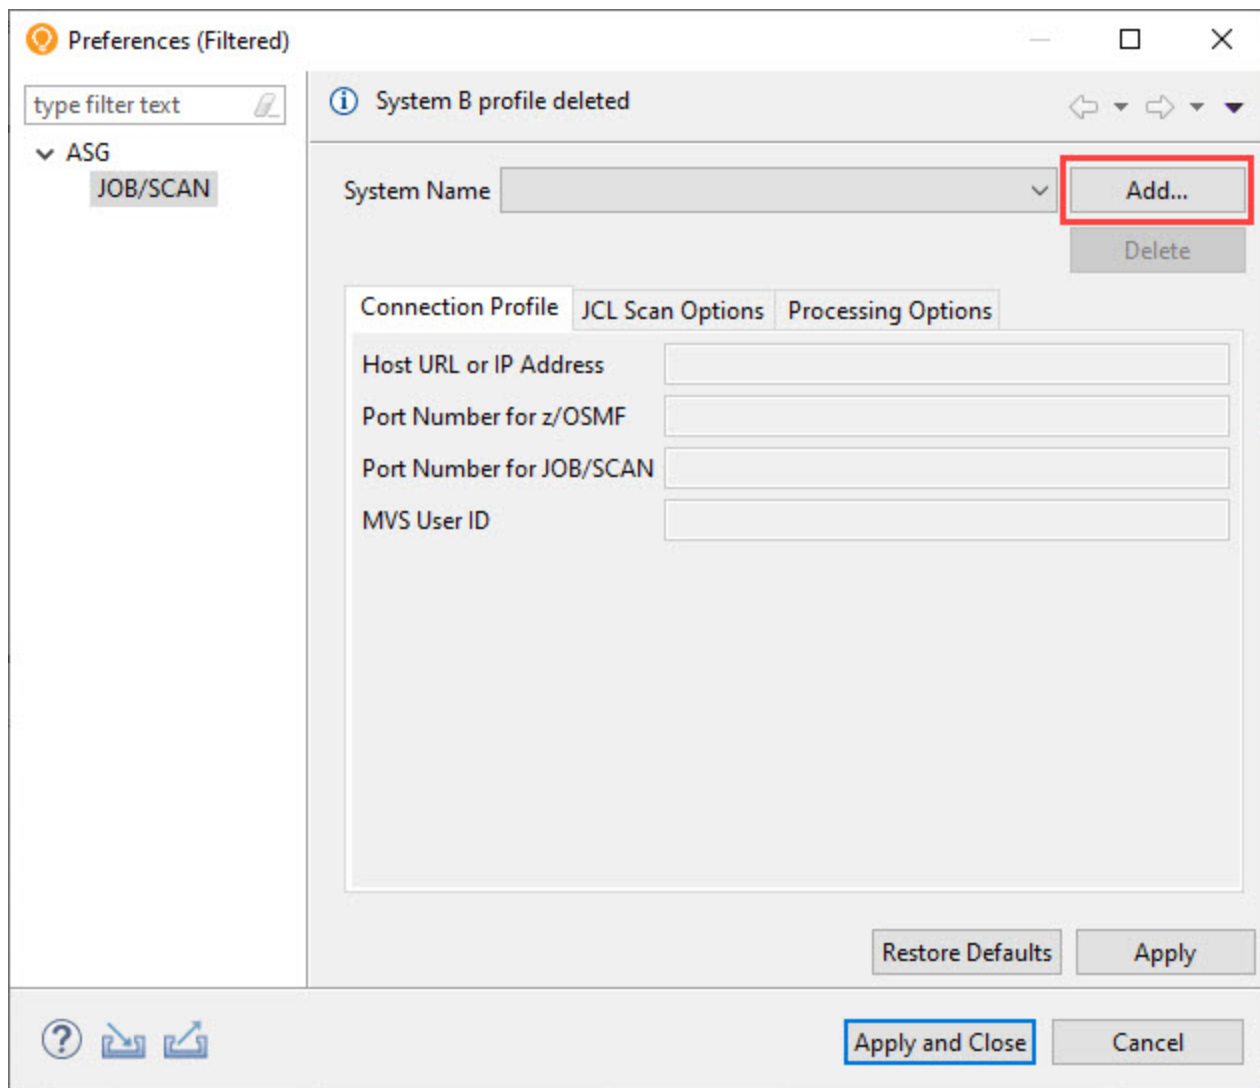 Preferences (Filtered)
type filter text
System B profile deleted
ASG
JOB/SCAN
System Name
Add...
Delete
Connection Profile
JCL Scan Options
Processing Options
Host URL or IP Address
Port Number for z/OSMF
Port Number for JOB/SCAN
MVS User ID
Restore Defaults
Apply
?
Apply and Close
Cancel